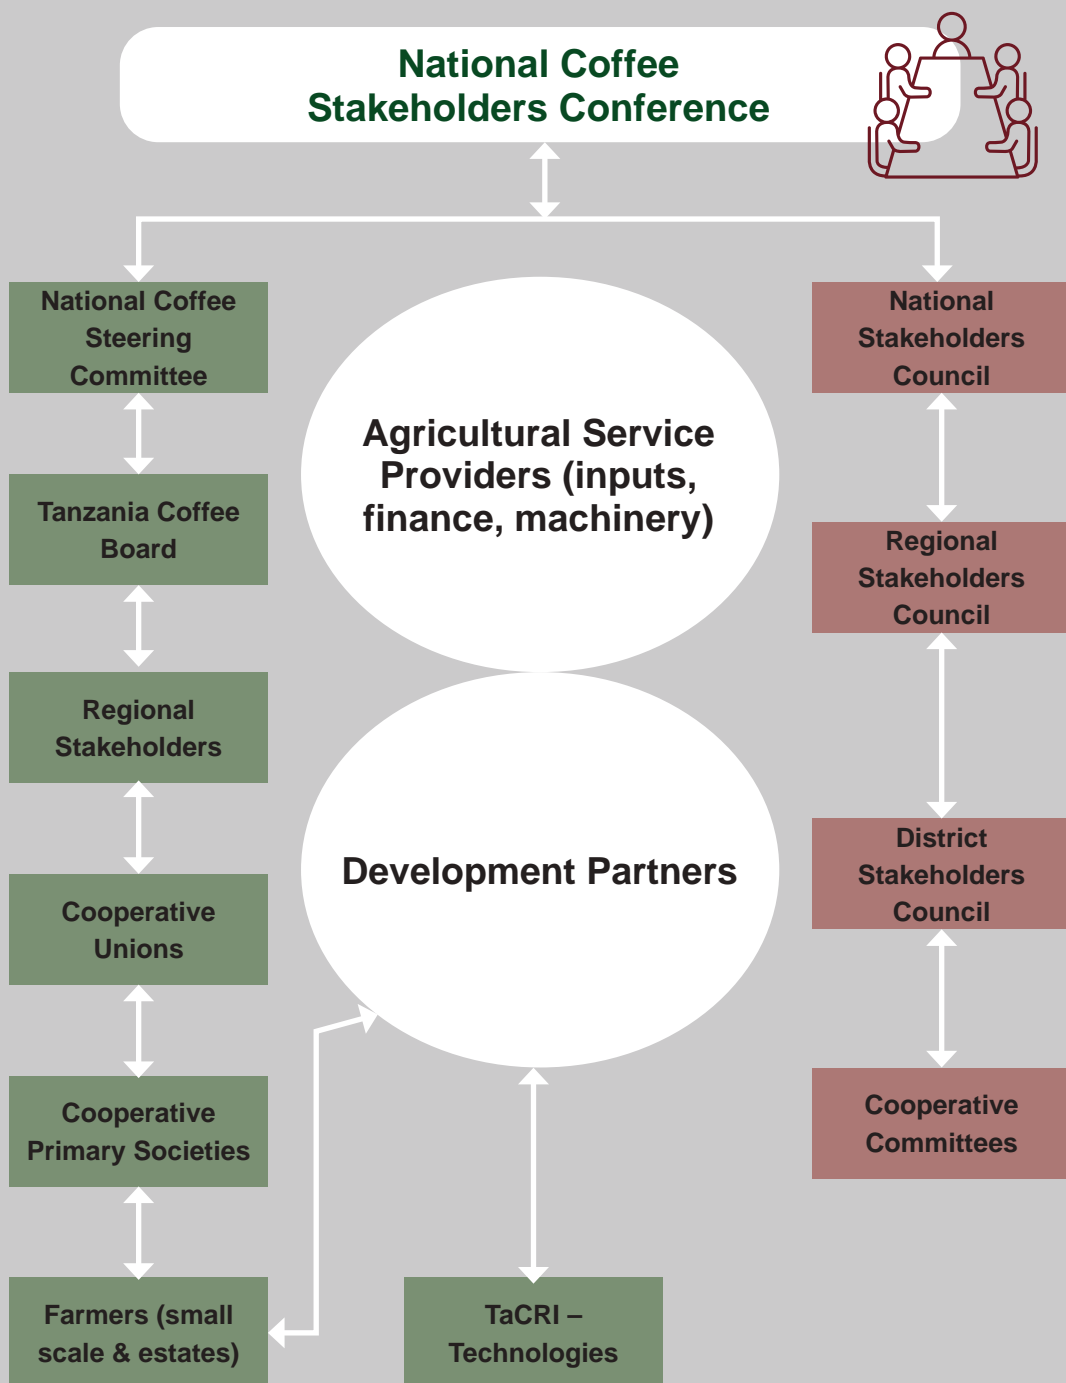 National Coffee
Stakeholders Conference
National Coffee
Steering
Committee
Tanzania Coffee
Board
Regional
Stakeholders
Cooperative
Unions
Cooperative
Primary Societies
Farmers (small
scale & estates)
Agricultural Service
Providers (inputs,
finance, machinery)
Development Partners
TaCRI –
Technologies
National
Stakeholders
Council
Regional
Stakeholders
Council
District
Stakeholders
Council
Cooperative
Committees